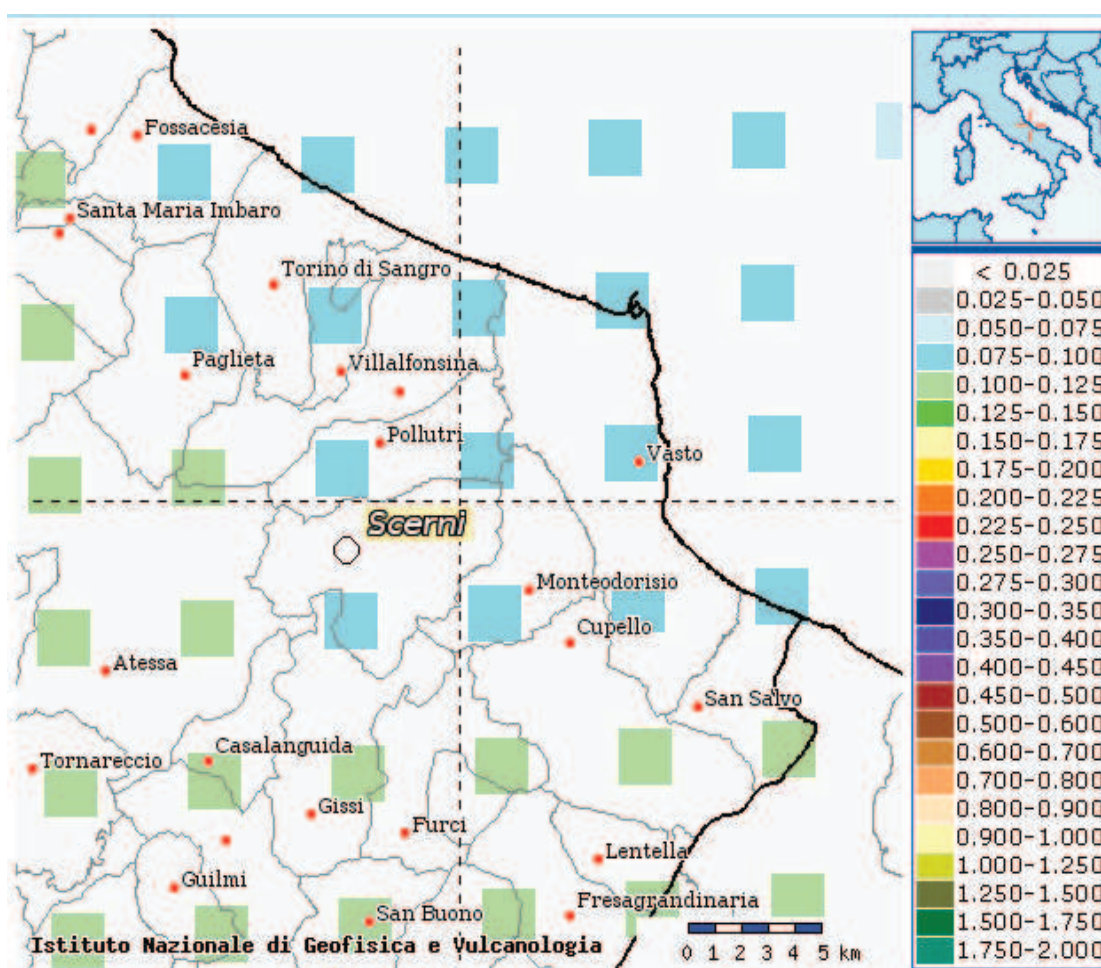 Fossacesia
Santa Maria Imbaro
Torino di Sangro
Paglieta
Villalfonsina
Pollutri
Vasto
Scerni
Monteodorisio
Cupello
Atessa
San Salvo
Casalanguida
Tornareccio
Gissi
Furci
Lentella
Guilmi
Fresagrandinaria
San Buono
Istituto Nazionale di Geofisica e Vulcanologia
0 1 2 3 4 5 km
< 0.025
0.025-0.050
0.050-0.075
0.075-0.100
0.100-0.125
0.125-0.150
0.150-0.175
0.175-0.200
0.200-0.225
0.225-0.250
0.250-0.275
0.275-0.300
0.300-0.350
0.350-0.400
0.400-0.450
0.450-0.500
0.500-0.600
0.600-0.700
0.700-0.800
0.800-0.900
0.900-1.000
1.000-1.250
1.250-1.500
1.500-1.750
1.750-2.000